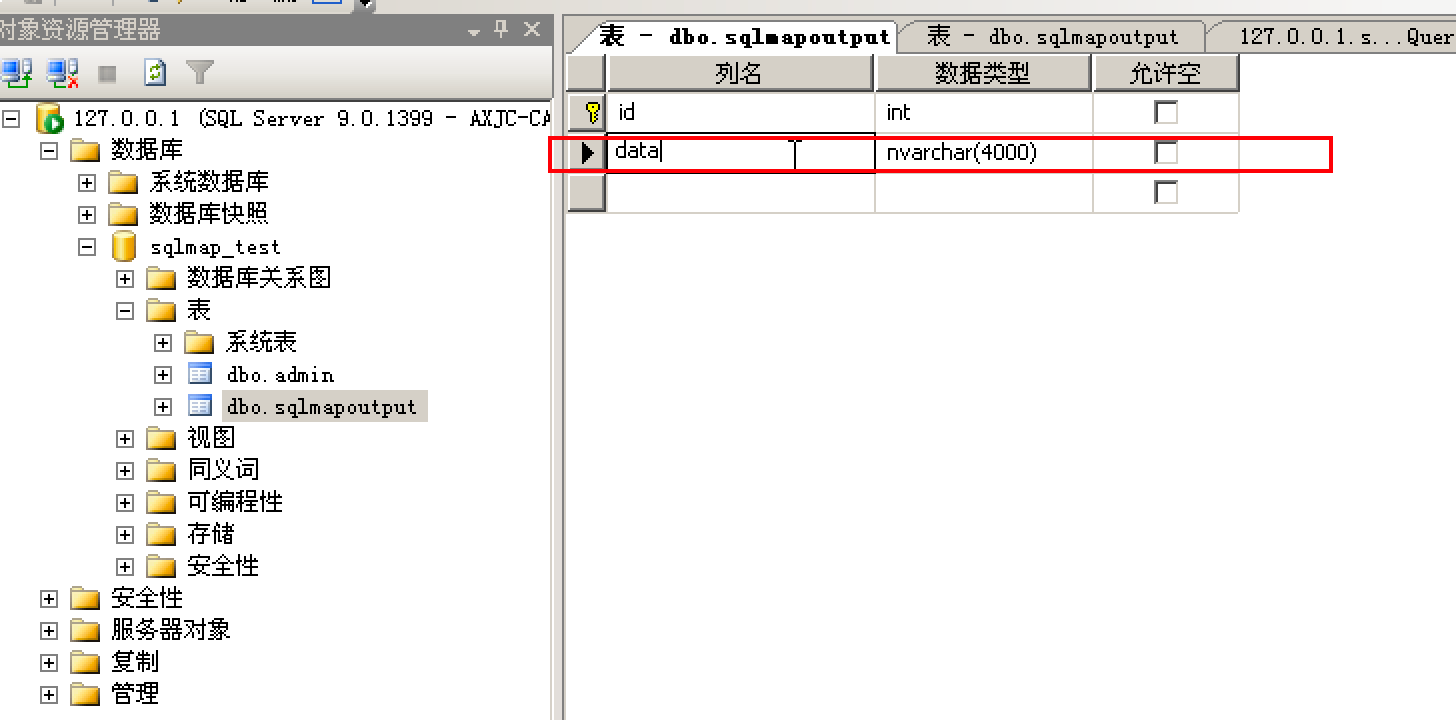 对象资源管理器
127.0.0.1 (SQL Server 9.0.1399 - AXJC-CA
数据库
系统数据库
数据库快照
sqlmap_test
数据库关系图
表
系统表
dbo.admin
dbo.sqlmapoutput
视图
同义词
可编程性
存储
安全性
安全性
服务器对象
复制
管理
表 - dbo.sqlmapoutput 表 - dbo.sqlmapoutput 127.0.0.1.s...Quer
列名 数据类型 允许空
id int
data nvarchar(4000)